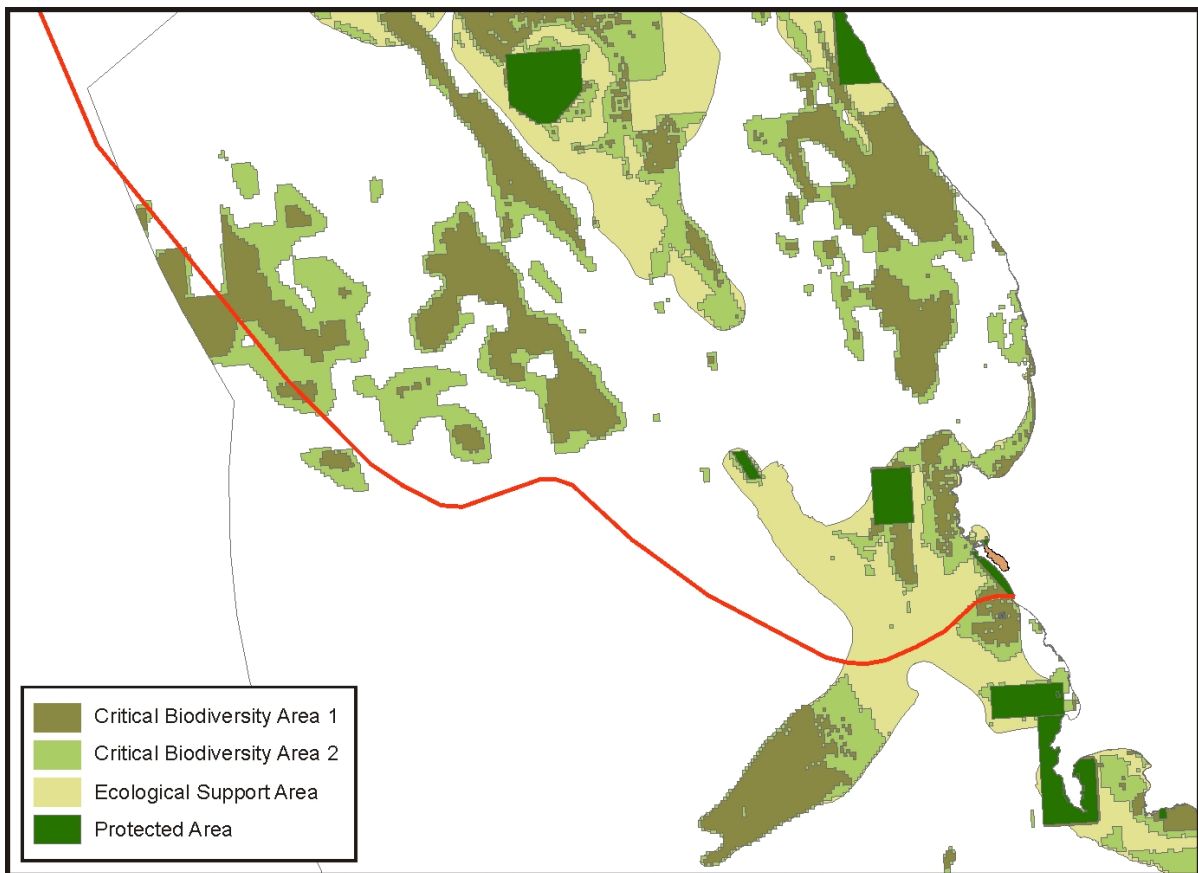 Critical Biodiversity Area 1
Critical Biodiversity Area 2
Ecological Support Area
Protected Area